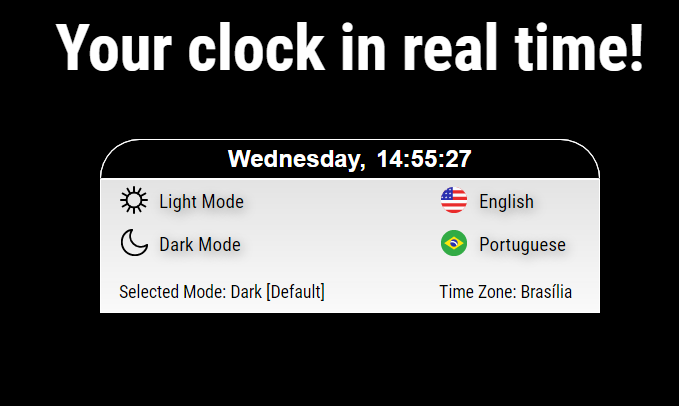 Your clock in real time!
Wednesday, 14:55:27
Light Mode
English
Dark Mode
Portuguese
Selected Mode: Dark [Default]
Time Zone: Brasília